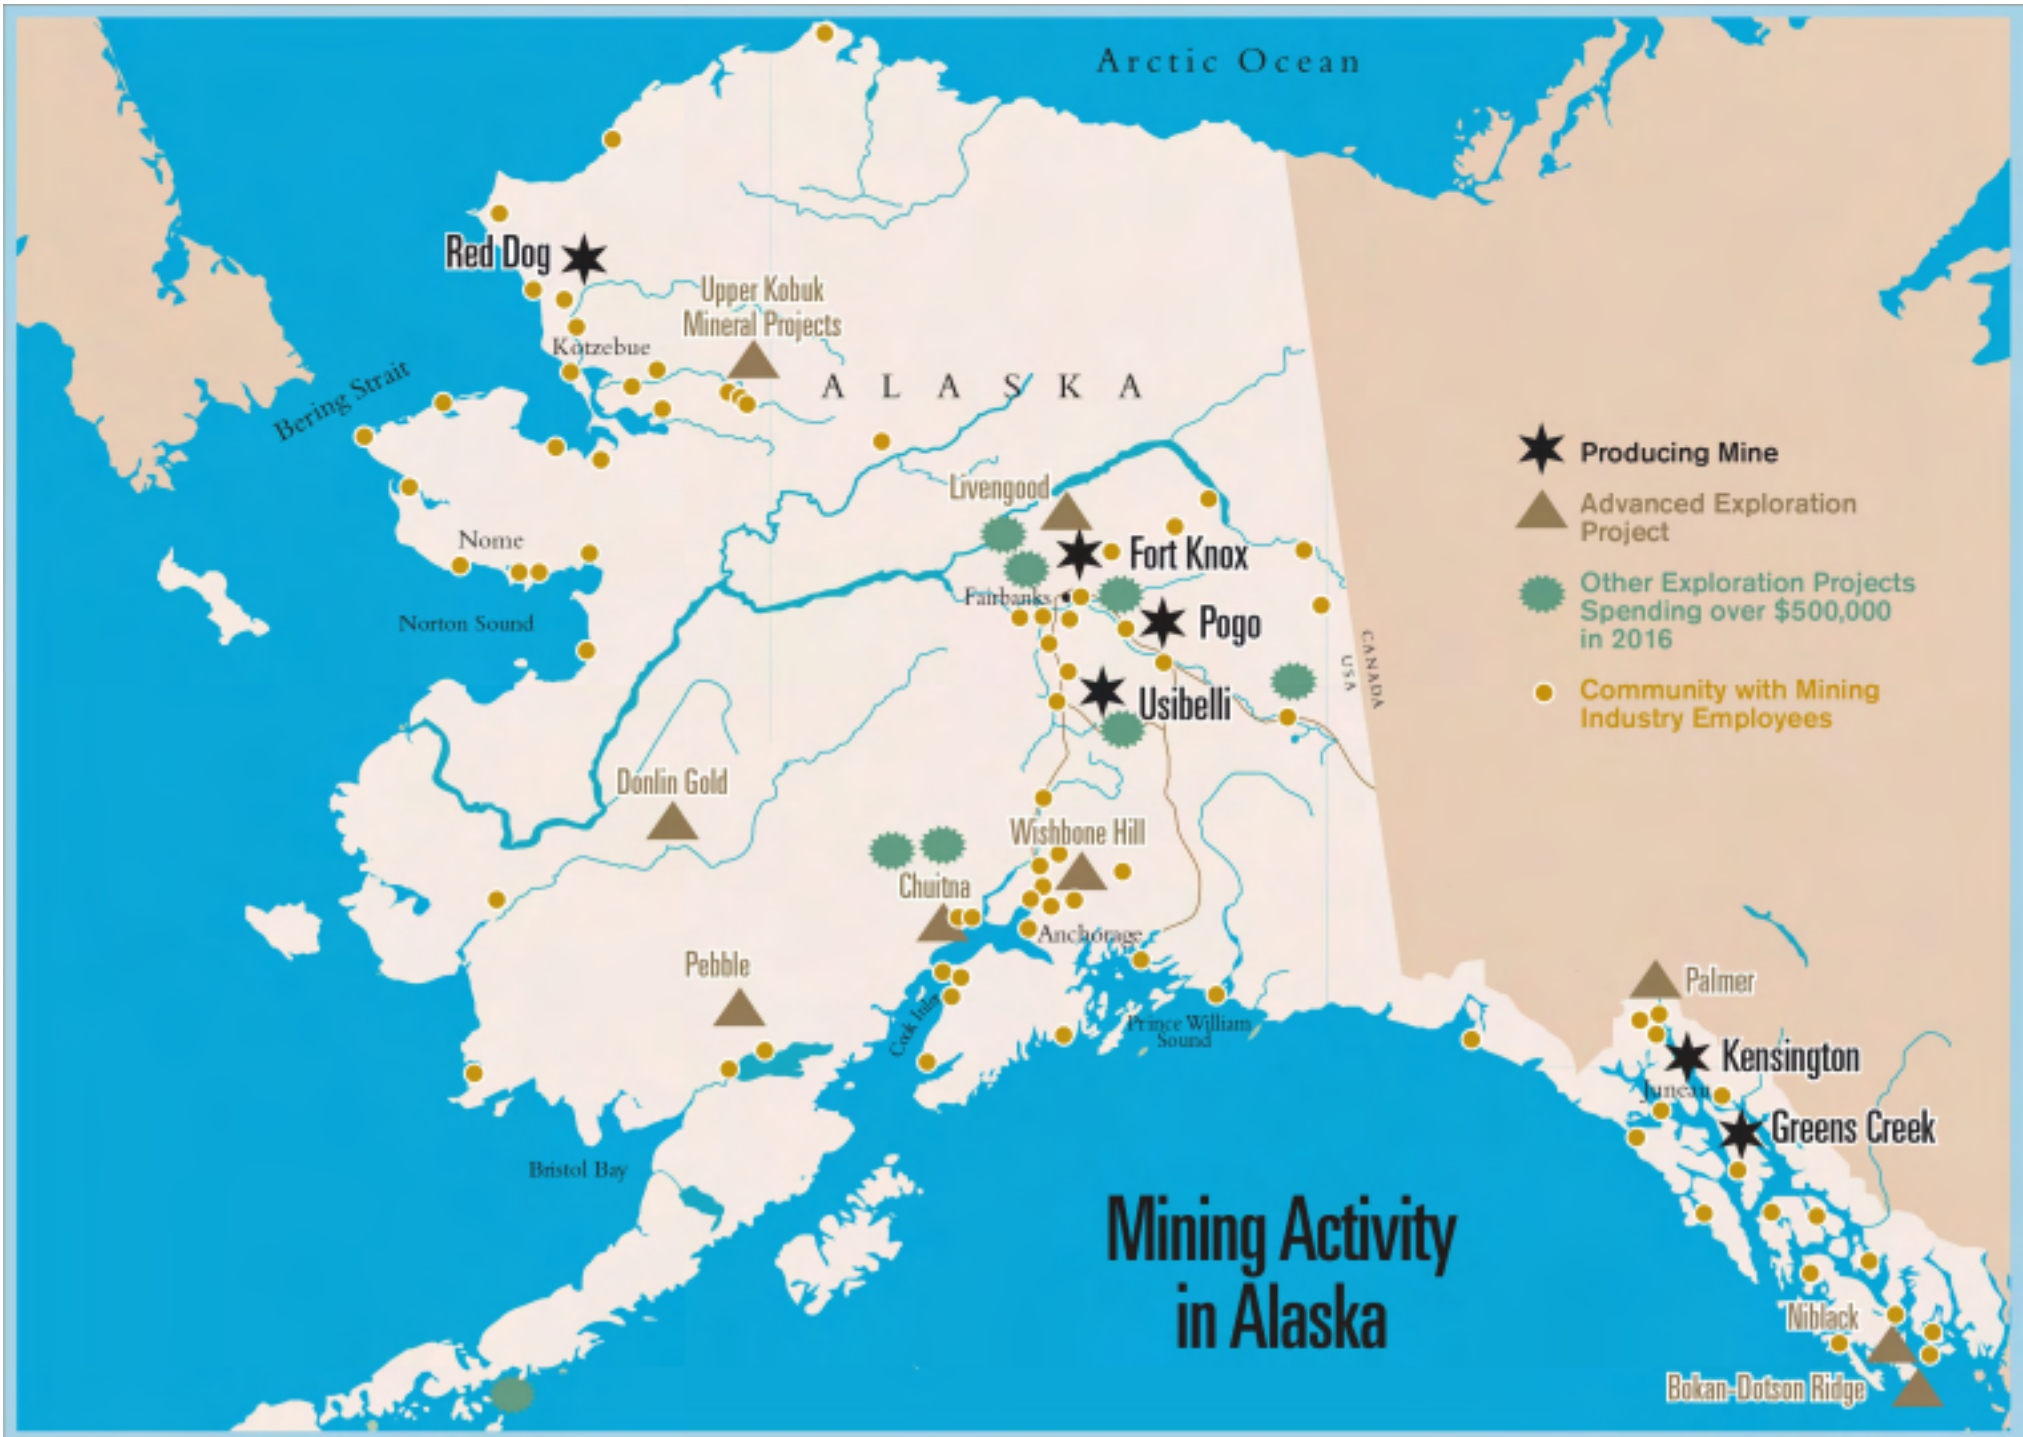 Arctic Ocean
Red Dog
Upper Kobuk
Mineral Projects
Kotzebue
ALASKA
Bering Strait
Livengood
Nome
Fort Knox
Fairbanks
Norton Sound
Pogo
CANADA
USA
Usibelli
Donlin Gold
Wishbone Hill
Chuitna
Anchorage
Pebble
Cook Inlet
Prince William
Sound
Bristol Bay
Producing Mine
Advanced Exploration
Project
Other Exploration Projects
Spending over $500,000
in 2016
Community with Mining
Industry Employees
Palmer
Kensington
Juneau
Greens Creek
Mining Activity
in Alaska
Niblack
Bokan-Dotson Ridge